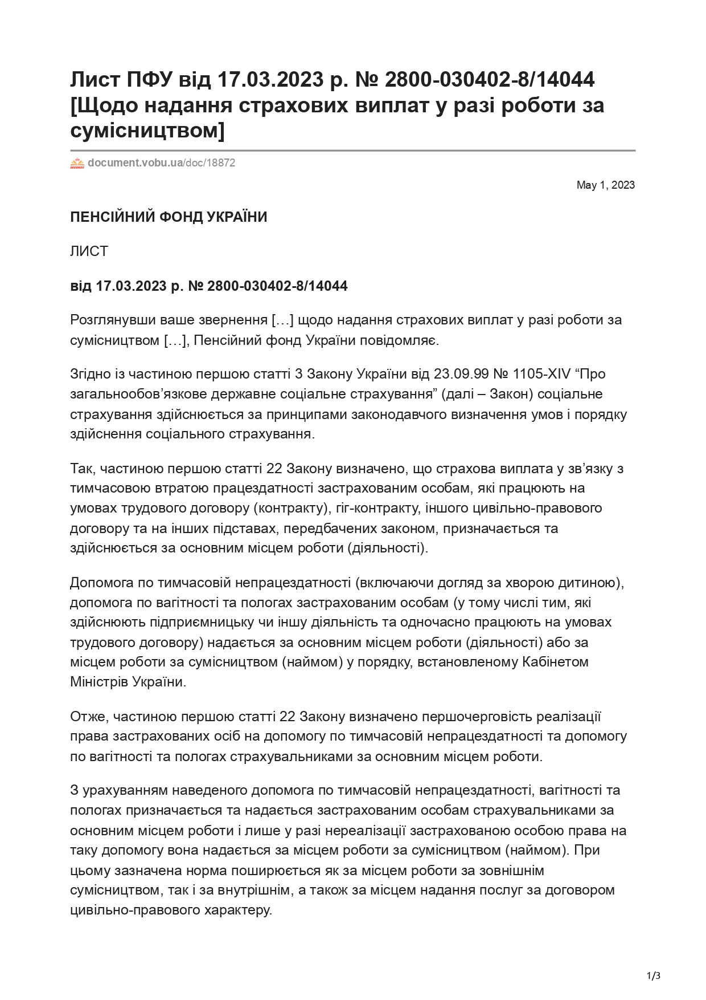 Лист ПФУ від 17.03.2023 р. № 2800-030402-8/14044
[Щодо надання страхових виплат у разі роботи за
сумісництвом]
DOCUMENT
document.vobu.ua/doc/18872
May 1, 2023
ПЕНСІЙНИЙ ФОНД УКРАЇНИ
ЛИСТ
від 17.03.2023 р. № 2800-030402-8/14044
Розглянувши ваше звернення […] щодо надання страхових виплат у разі роботи за
сумісництвом […], Пенсійний фонд України повідомляє.
Згідно із частиною першою статті 3 Закону України від 23.09.99 № 1105-XIV “Про
загальнообов’язкове державне соціальне страхування” (далі – Закон) соціальне
страхування здійснюється за принципами законодавчого визначення умов і порядку
здійснення соціального страхування.
Так, частиною першою статті 22 Закону визначено, що страхова виплата у зв’язку з
тимчасовою втратою працездатності застрахованим особам, які працюють на
умовах трудового договору (контракту), гіг-контракту, іншого цивільно-правового
договору та на інших підставах, передбачених законом, призначається та
здійснюється за основним місцем роботи (діяльності).
Допомога по тимчасовій непрацездатності (включаючи догляд за хворою дитиною),
допомога по вагітності та пологах застрахованим особам (у тому числі тим, які
здійснюють підприємницьку чи іншу діяльність та одночасно працюють на умовах
трудового договору) надається за основним місцем роботи (діяльності) або за
місцем роботи за сумісництвом (наймом) у порядку, встановленому Кабінетом
Міністрів України.
Отже, частиною першою статті 22 Закону визначено першочерговість реалізації
права застрахованих осіб на допомогу по тимчасовій непрацездатності та допомогу
по вагітності та пологах страхувальниками за основним місцем роботи.
З урахуванням наведеного допомога по тимчасовій непрацездатності, вагітності та
пологах призначається та надається застрахованим особам страхувальниками за
основним місцем роботи і лише у разі нереалізації застрахованою особою права на
таку допомогу вона надається за місцем роботи за сумісництвом (наймом). При
цьому зазначена норма поширюється як за місцем роботи за зовнішнім
сумісництвом, так і за внутрішнім, а також за місцем надання послуг за договором
цивільно-правового характеру.
1/3